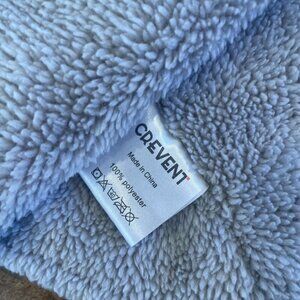 CREVENT
Made in China
100% polyester